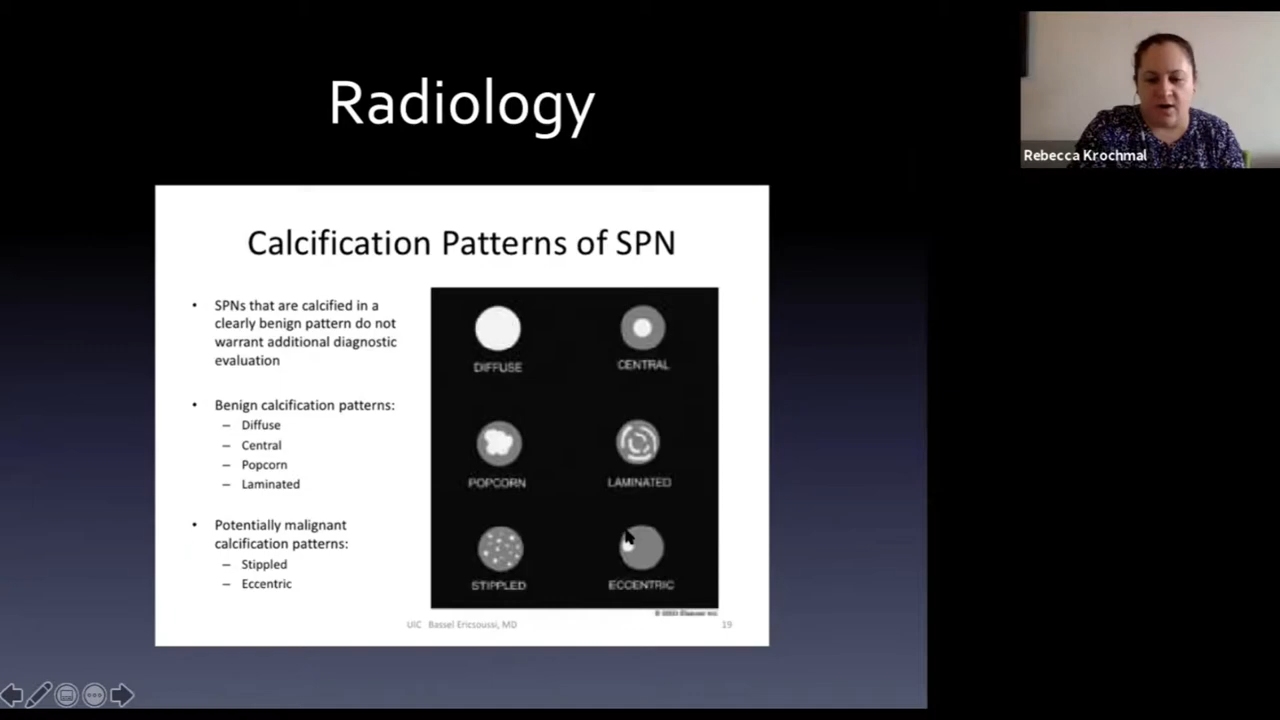 Radiology
Rebecca Krochmal
Calcification Patterns of SPN
• SPNs that are calcified in a
clearly benign pattern do not
warrant additional diagnostic
evaluation
• Benign calcification patterns:
– Diffuse
– Central
– Popcorn
– Laminated
• Potentially malignant
calcification patterns:
– Stippled
– Eccentric
DIFFUSE
CENTRAL
POPCORN
LAMINATED
STIPPLED
ECCENTRIC
UIC Bassel Ericsoussi, MD
19